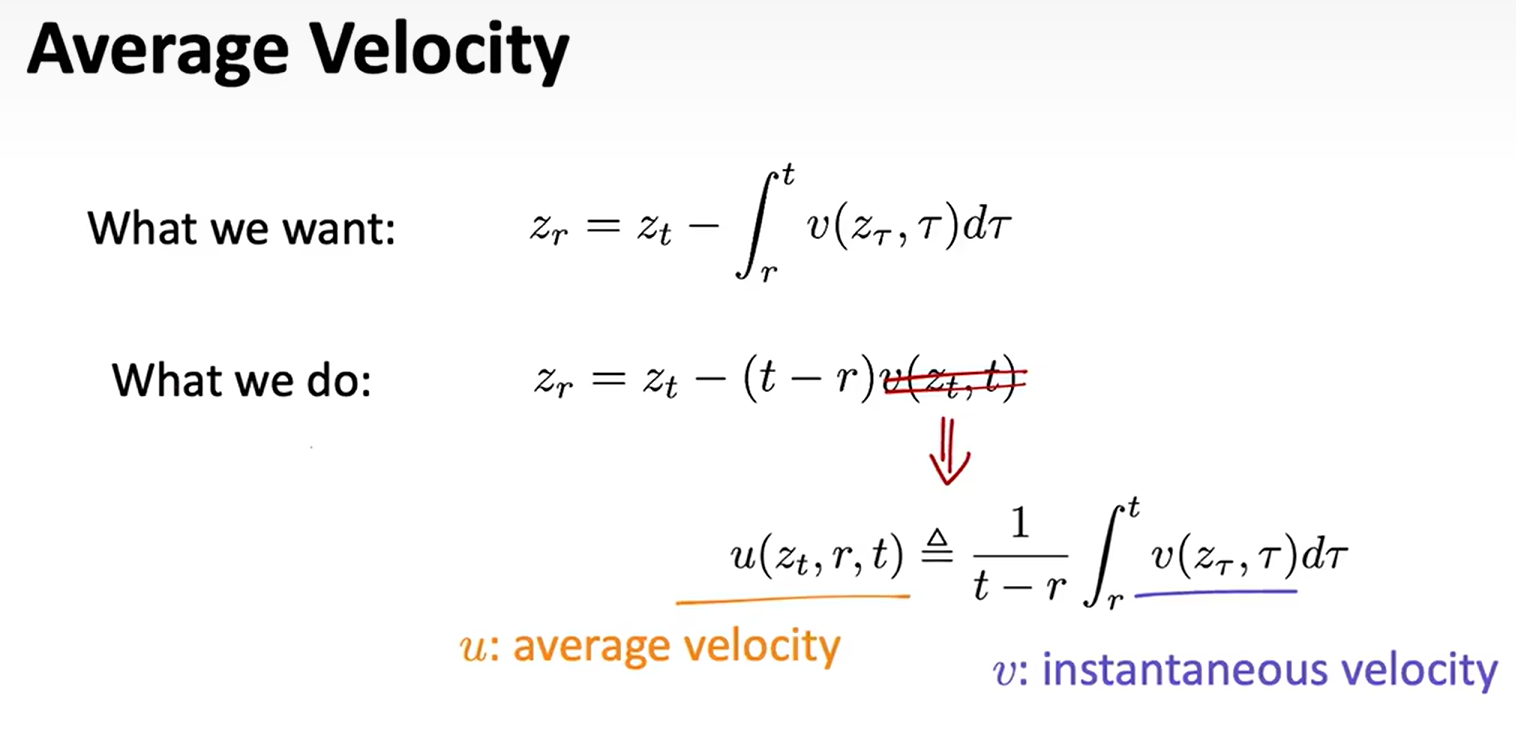 Average Velocity
What we want: $z_r = z_t - \int_r^t v(z_\tau, \tau)d\tau$
What we do: $z_r = z_t - (t - r)v(z_t, t)$
$u(z_t, r, t) \triangleq \frac{1}{t - r} \int_r^t v(z_\tau, \tau)d\tau$
u: average velocity
v: instantaneous velocity